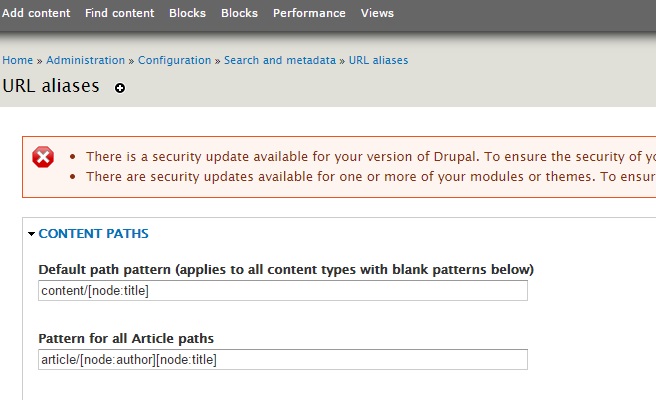 Add content Find content Blocks Blocks Performance Views
Home » Administration » Configuration » Search and metadata » URL aliases
URL aliases
There is a security update available for your version of Drupal. To ensure the security of
There are security updates available for one or more of your modules or themes. To ensur
CONTENT PATHS
Default path pattern (applies to all content types with blank patterns below)
content/[node:title]
Pattern for all Article paths
article/[node:author][node:title]